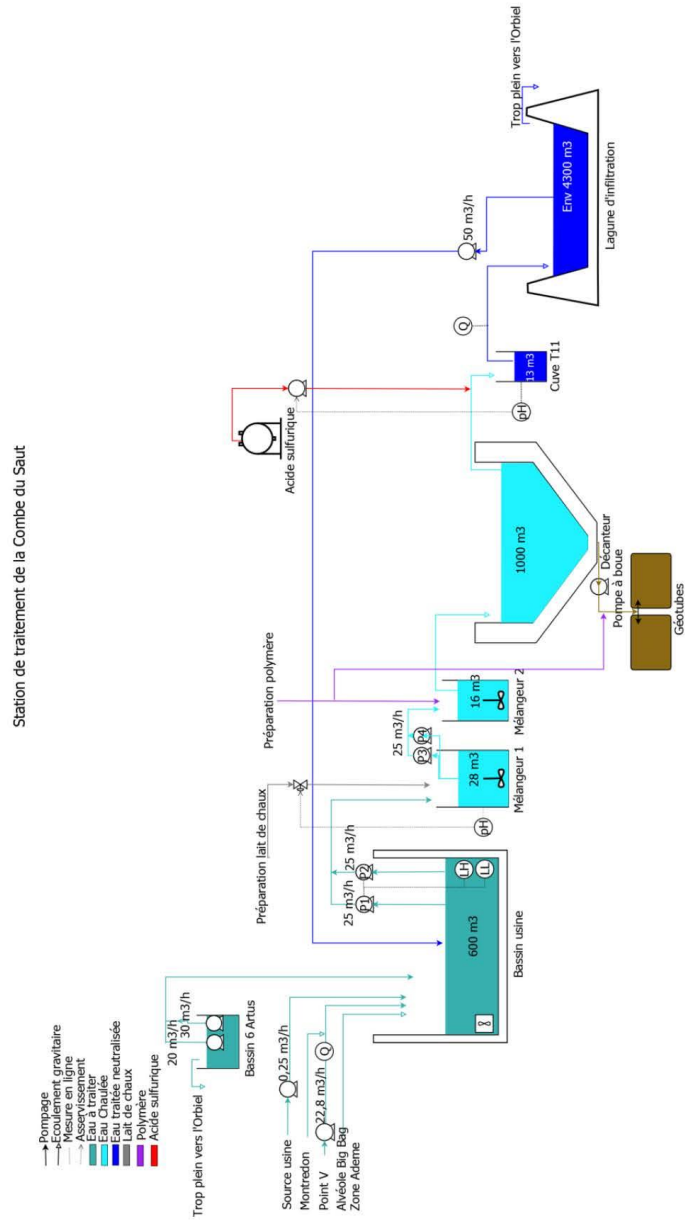 Station de traitement de la Combe du Saut
Pompage
Ecoulement gravitaire
Mesure en ligne
Asservissement
Eau à traiter
Eau Chaulée
Eau traitée neutralisée
Lait de chaux
Polymère
Acide sulfurique
Trop plein vers l'Orbiel
20 m3/h
30 m3/h
Bassin 6 Artus
Source usine
0,25 m3/h
Montredon
Q
Point V
22,8 m3/h
Alvéole Big Bag
Zone Ademe
600 m3
Bassin usine
25 m3/h
25 m3/h
P1
P2
LH
LL
Préparation lait de chaux
pH
28 m3
Mélangeur 1
25 m3/h
P3
P4
Préparation polymère
16 m3
Mélangeur 2
1000 m3
Décanteur
Pompe à boue
Géotubes
Acide sulfurique
pH
13 m3
Cuve T11
Q
50 m3/h
Env 4300 m3
Lagune d'infiltration
Trop plein vers l'Orbiel